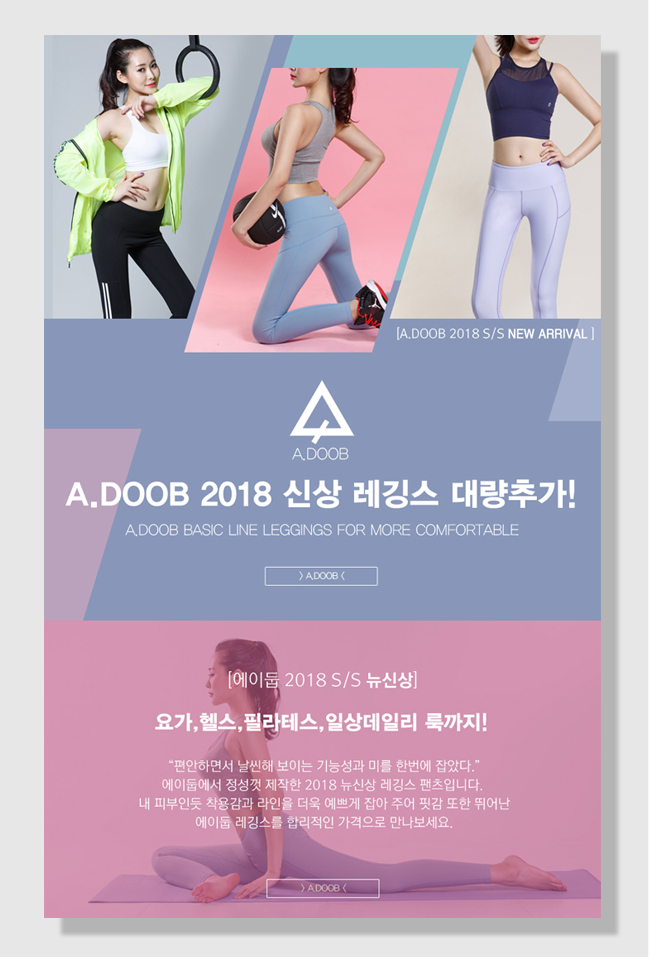 [A.DOOB 2018 S/S NEW ARRIVAL ]
A.DOOB
A.DOOB 2018 신상 레깅스 대량추가!
A.DOOB BASIC LINE LEGGINGS FOR MORE COMFORTABLE
> A.DOOB <
[에이둡 2018 S/S 뉴신상]
요가,헬스,필라테스,일상데일리 룩까지!
“편안하면서 날씬해 보이는 기능성과 미를 한번에 잡았다.”
에이둡에서 정성껏 제작한 2018 뉴신상 레깅스 팬츠입니다.
내 피부인듯 착용감과 라인을 더욱 예쁘게 잡아 주어 핏감 또한 뛰어난
에이둡 레깅스를 합리적인 가격으로 만나보세요.
> A.DOOB <